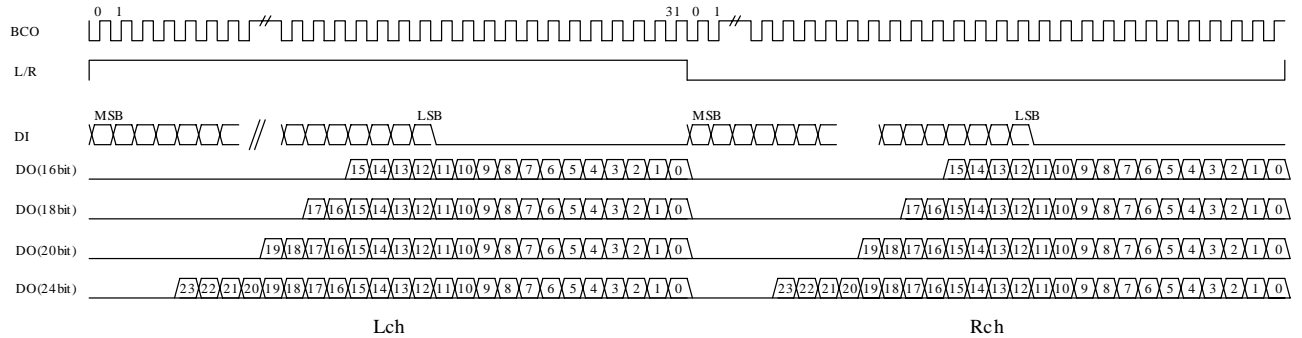 0 1 31 0 1
BCO
L/R
MSB LSB MSB LSB
DI
DO(16bit) 15 14 13 12 11 10 9 8 7 6 5 4 3 2 1 0 15 14 13 12 11 10 9 8 7 6 5 4 3 2 1 0
DO(18bit) 17 16 15 14 13 12 11 10 9 8 7 6 5 4 3 2 1 0 17 16 15 14 13 12 11 10 9 8 7 6 5 4 3 2 1 0
DO(20bit) 19 18 17 16 15 14 13 12 11 10 9 8 7 6 5 4 3 2 1 0 19 18 17 16 15 14 13 12 11 10 9 8 7 6 5 4 3 2 1 0
DO(24bit) 23 22 21 20 19 18 17 16 15 14 13 12 11 10 9 8 7 6 5 4 3 2 1 0 23 22 21 20 19 18 17 16 15 14 13 12 11 10 9 8 7 6 5 4 3 2 1 0
Lch Rch